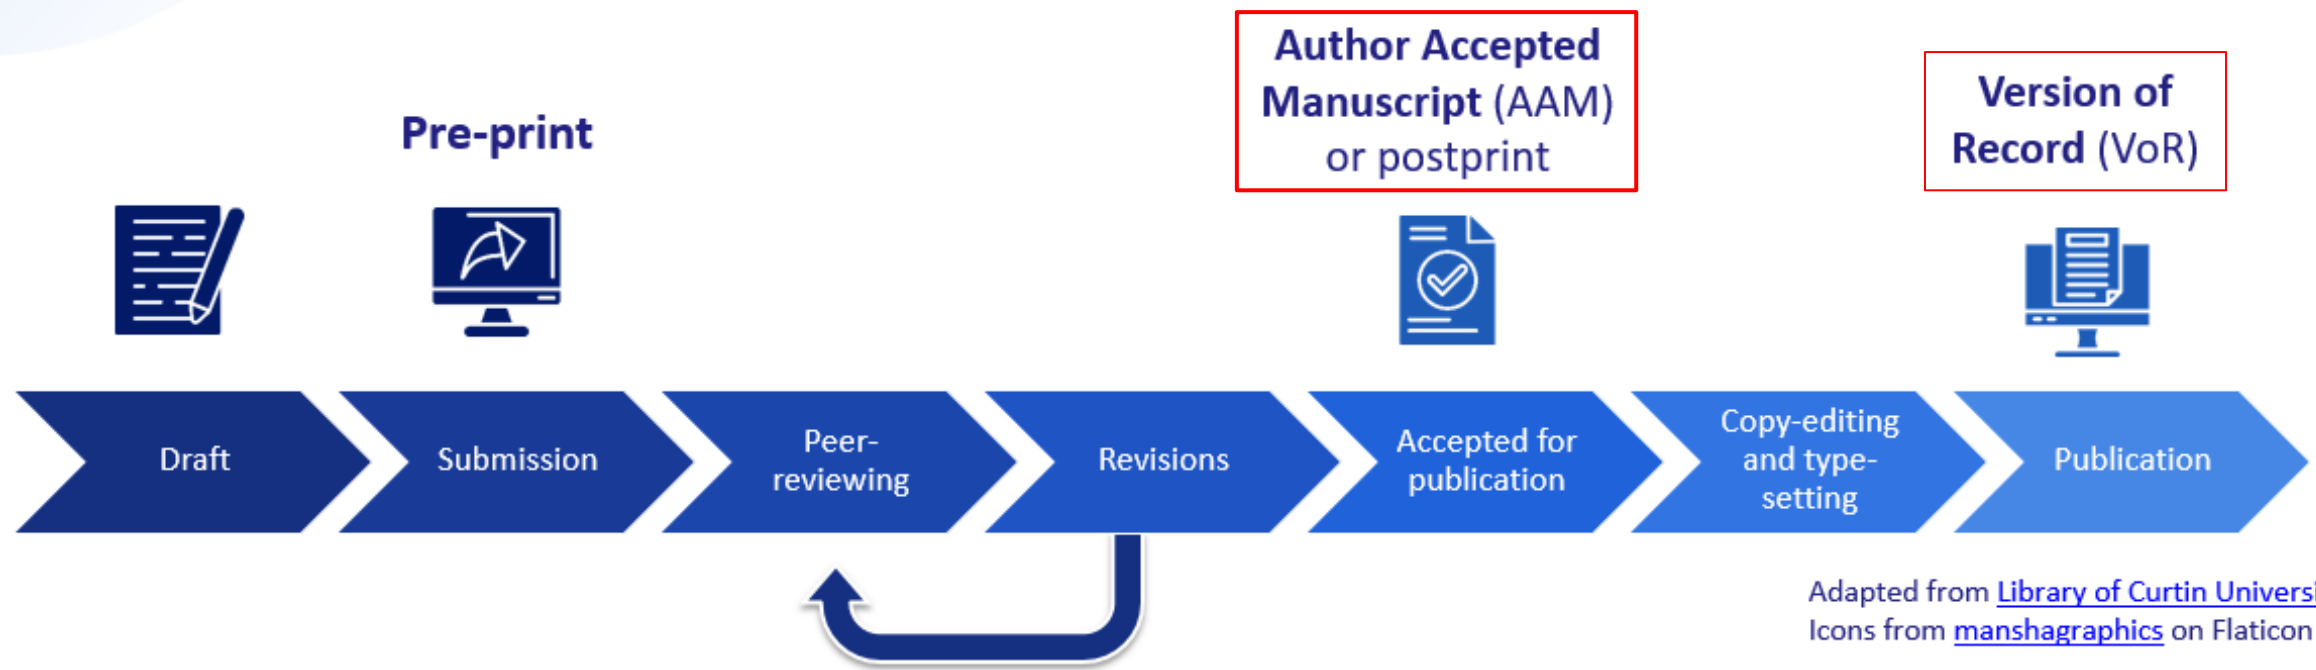 Pre-print
Author Accepted
Manuscript (AAM)
or postprint
Version of
Record (VoR)
Draft
Submission
Peer-
reviewing
Revisions
Accepted for
publication
Copy-editing
and type-
setting
Publication
Adapted from Library of Curtin Universi
Icons from manshagraphics on Flaticon